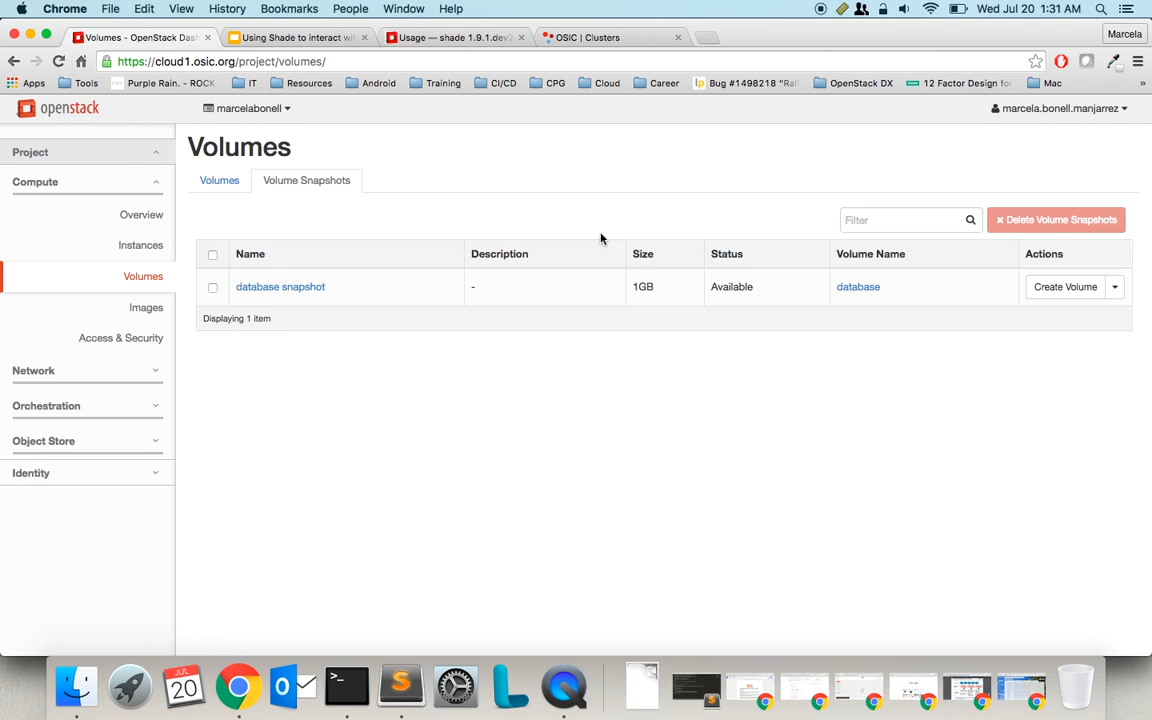 Chrome File Edit View History Bookmarks People Window Help Wed Jul 20 1:31 AM
Volumes - OpenStack Das Using Shade to interact wi Usage — shade 1.9.1.dev2 OSIC | Clusters Marcela
https://cloud1.osic.org/project/volumes/
Apps Tools Purple Rain. - ROCK IT Resources Android Training CI/CD CPG Cloud Career Bug #1498218 "Rall OpenStack DX 12 Factor Design fo Mac »
openstack marcelabonell marcela.bonell.manjarrez
Project
Compute
Overview
Instances
Volumes
Images
Access & Security
Network
Orchestration
Object Store
Identity
Volumes
Volumes Volume Snapshots
Filter Delete Volume Snapshots
Name Description Size Status Volume Name Actions
database snapshot - 1GB Available database Create Volume
Displaying 1 item
JUL
20